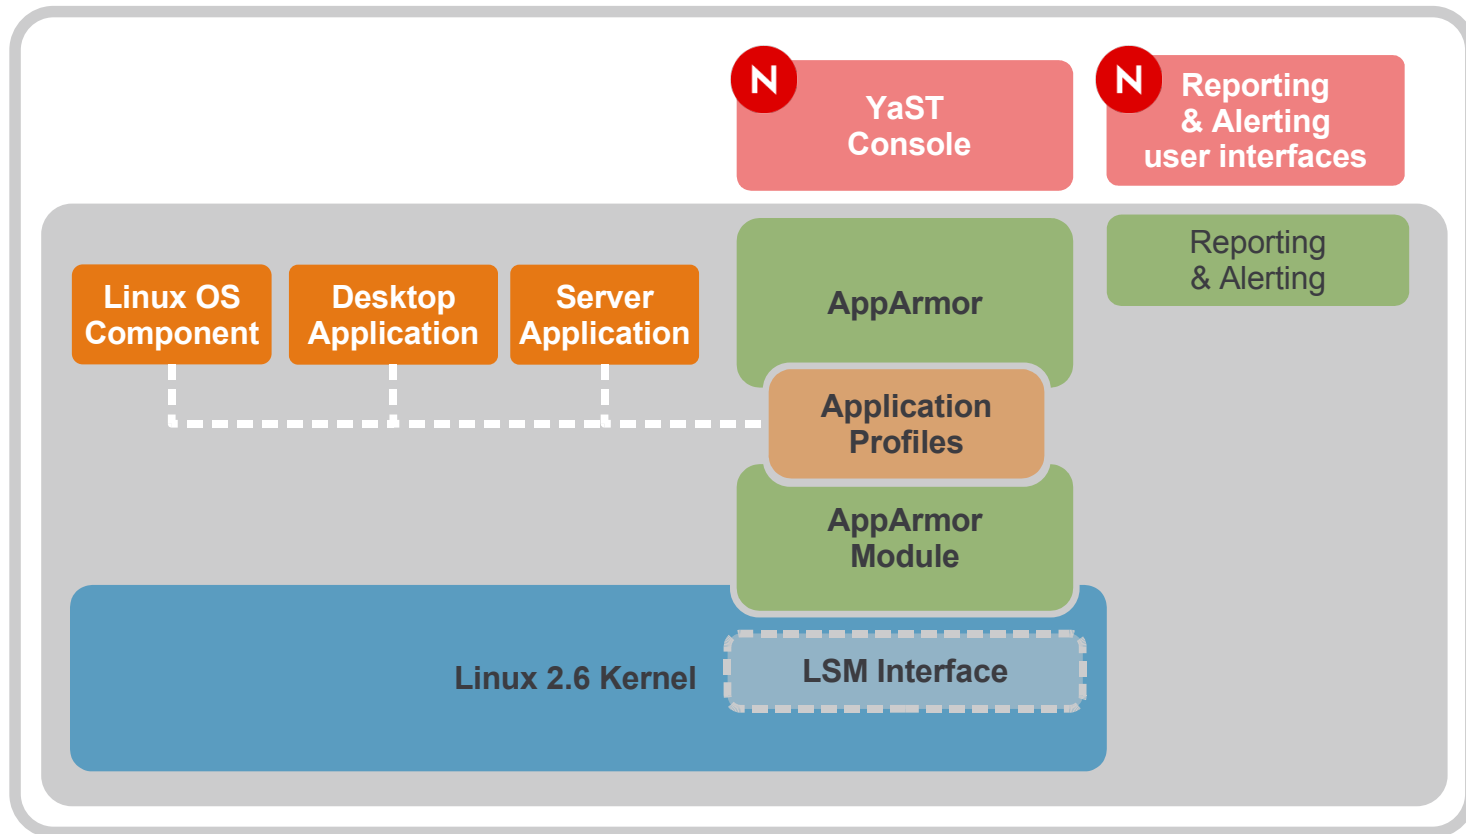 N
YaST
Console
N
Reporting
& Alerting
user interfaces
Reporting
& Alerting
Linux OS
Component
Desktop
Application
Server
Application
AppArmor
Application
Profiles
AppArmor
Module
Linux 2.6 Kernel
LSM Interface